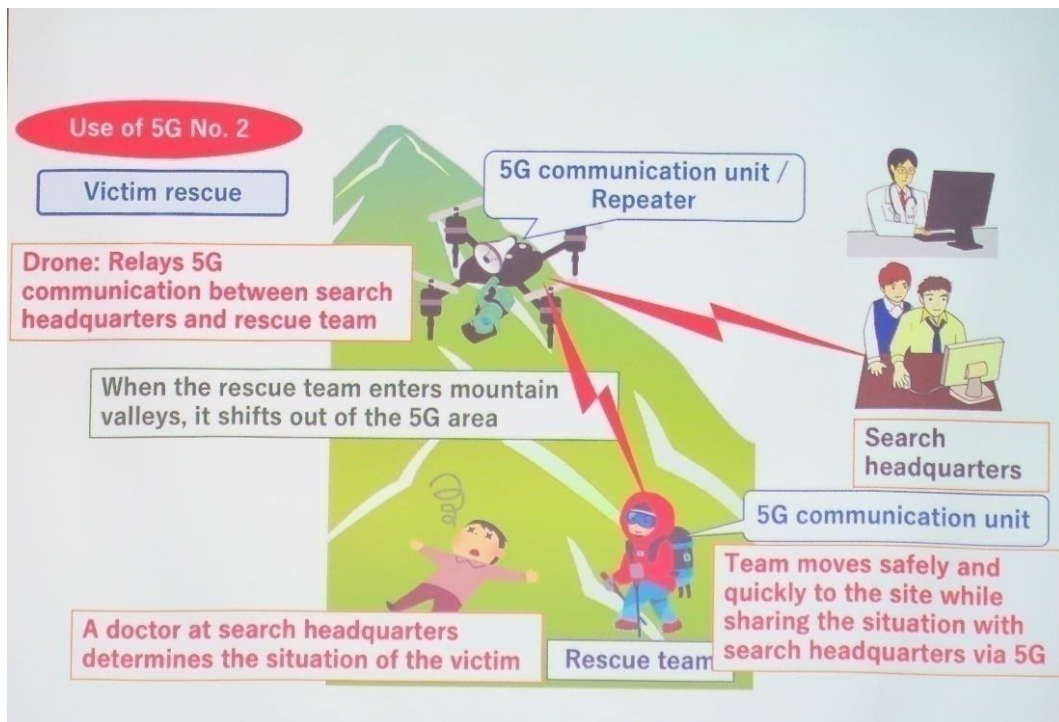 Use of 5G No. 2
Victim rescue
5G communication unit /
Repeater
Drone: Relays 5G
communication between search
headquarters and rescue team
When the rescue team enters mountain
valleys, it shifts out of the 5G area
Search
headquarters
5G communication unit
Team moves safely and
quickly to the site while
sharing the situation with
search headquarters via 5G
A doctor at search headquarters
determines the situation of the victim
Rescue team